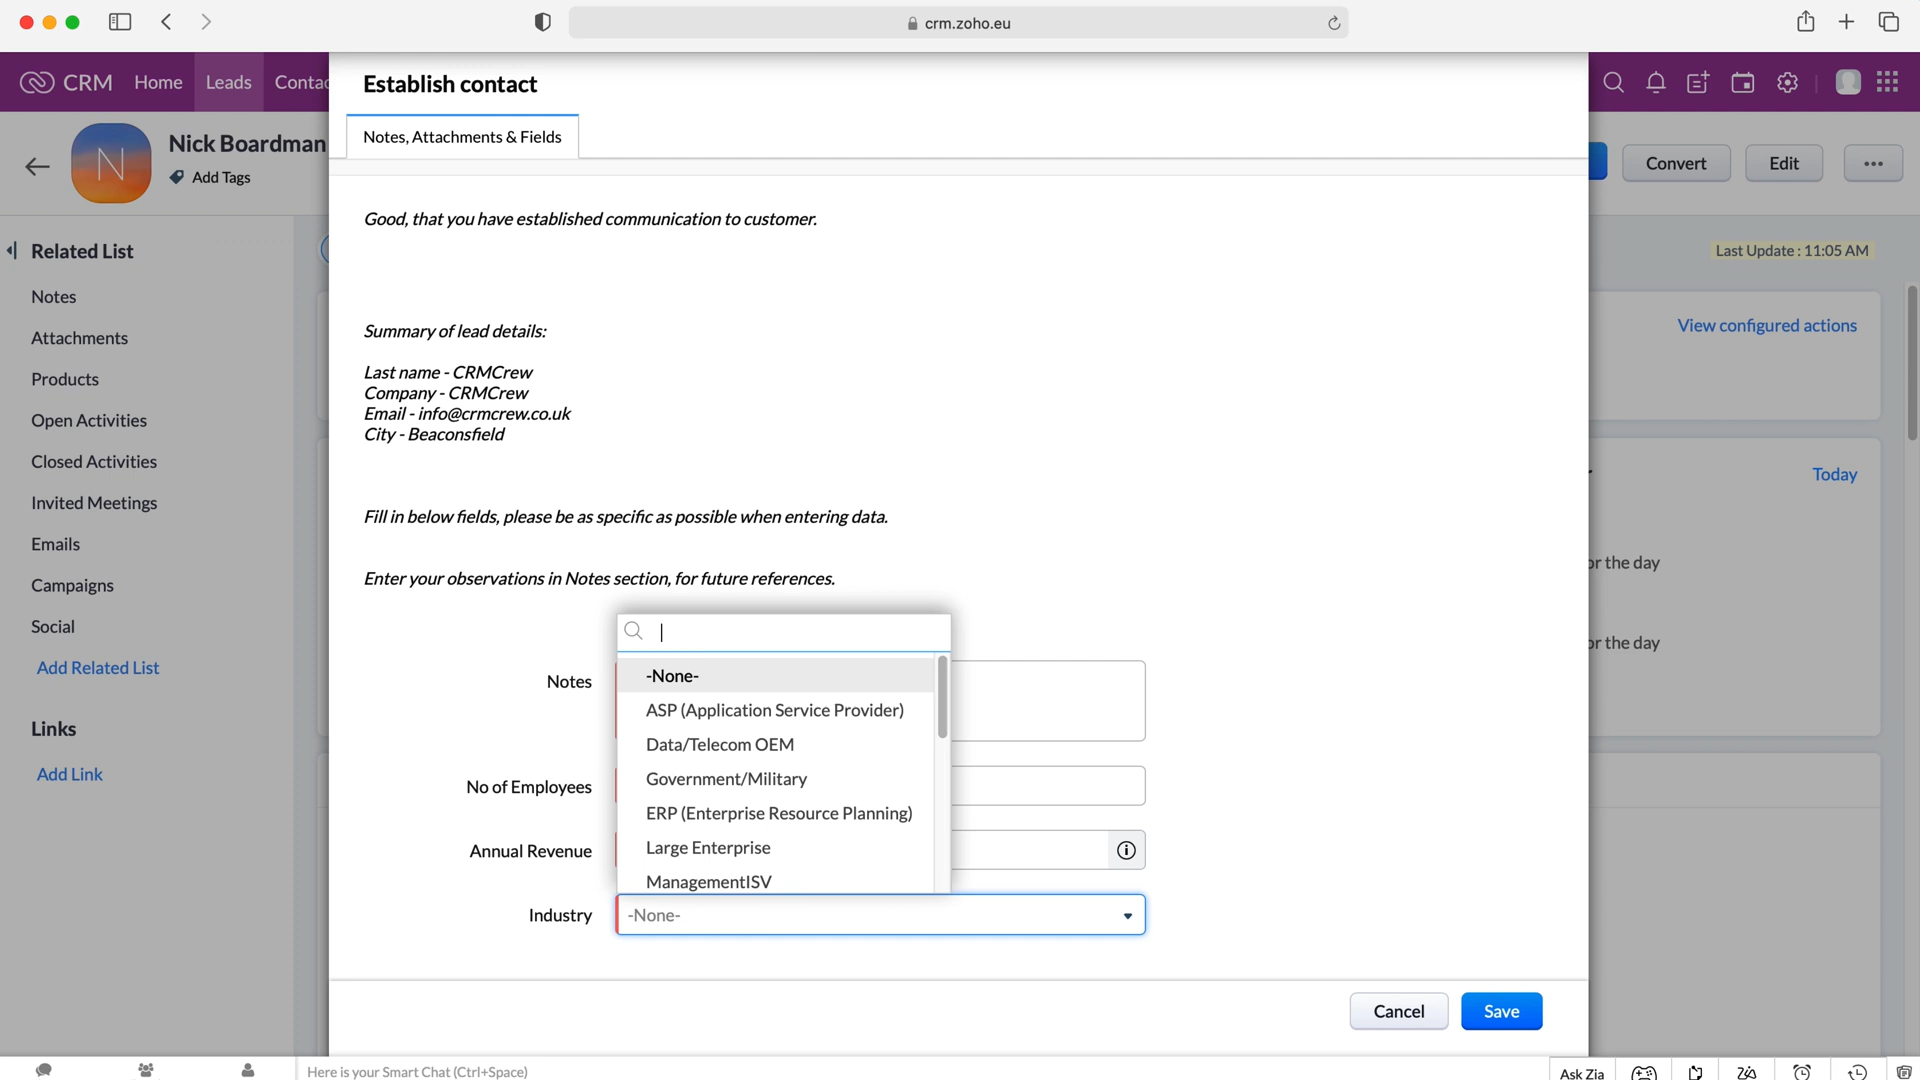 crm.zoho.eu
CRM
Home
Leads
Contac
Nick Boardman
Add Tags
Convert
Edit
Related List
Notes
Attachments
Products
Open Activities
Closed Activities
Invited Meetings
Emails
Campaigns
Social
Add Related List
Links
Add Link
Establish contact
Notes, Attachments & Fields
Good, that you have established communication to customer.
Summary of lead details:
Last name - CRMCrew
Company - CRMCrew
Email - info@crmcrew.co.uk
City - Beaconsfield
Fill in below fields, please be as specific as possible when entering data.
Enter your observations in Notes section, for future references.
Notes
-None-
ASP (Application Service Provider)
Data/Telecom OEM
Government/Military
ERP (Enterprise Resource Planning)
Large Enterprise
ManagementISV
No of Employees
Annual Revenue
Industry
-None-
Cancel
Save
Last Update : 11:05 AM
View configured actions
Today
or the day
or the day
Here is your Smart Chat (Ctrl+Space)
Ask Zia